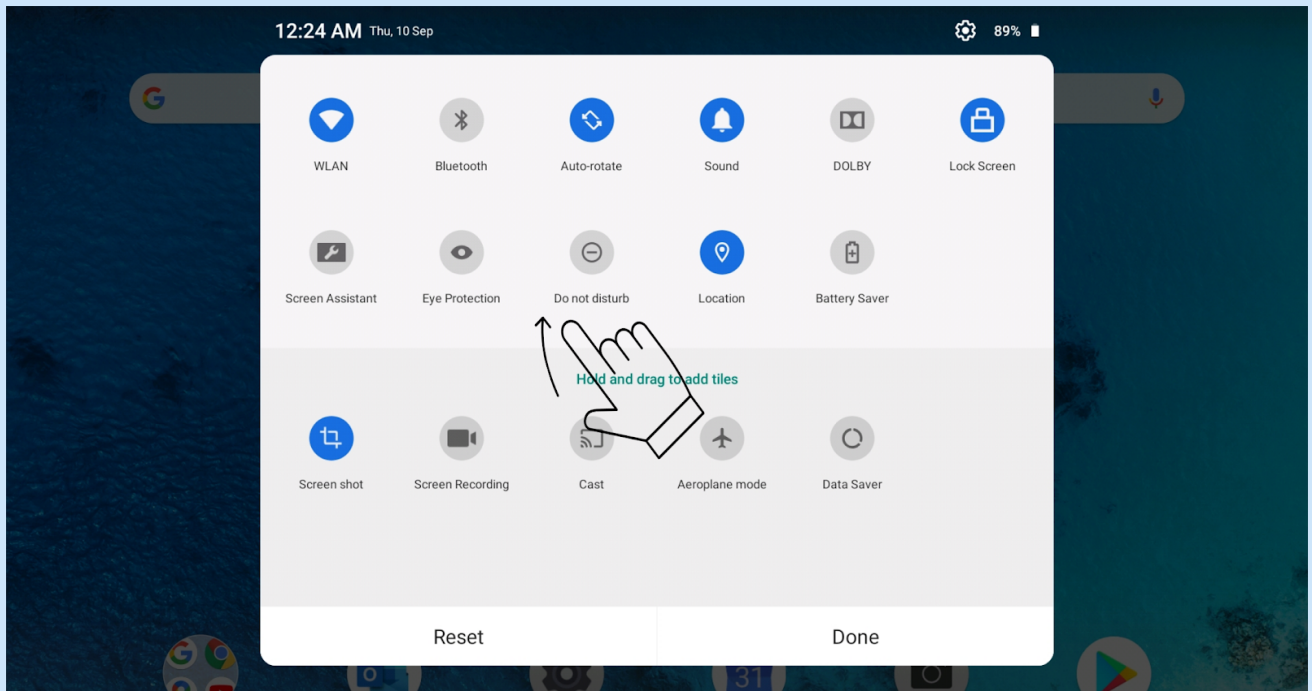 12:24 AM Thu, 10 Sep 89%
WLAN Bluetooth Auto-rotate Sound DOLBY Lock Screen
Screen Assistant Eye Protection Do not disturb Location Battery Saver
Hold and drag to add tiles
Screen shot Screen Recording Cast Aeroplane mode Data Saver
Reset Done
31